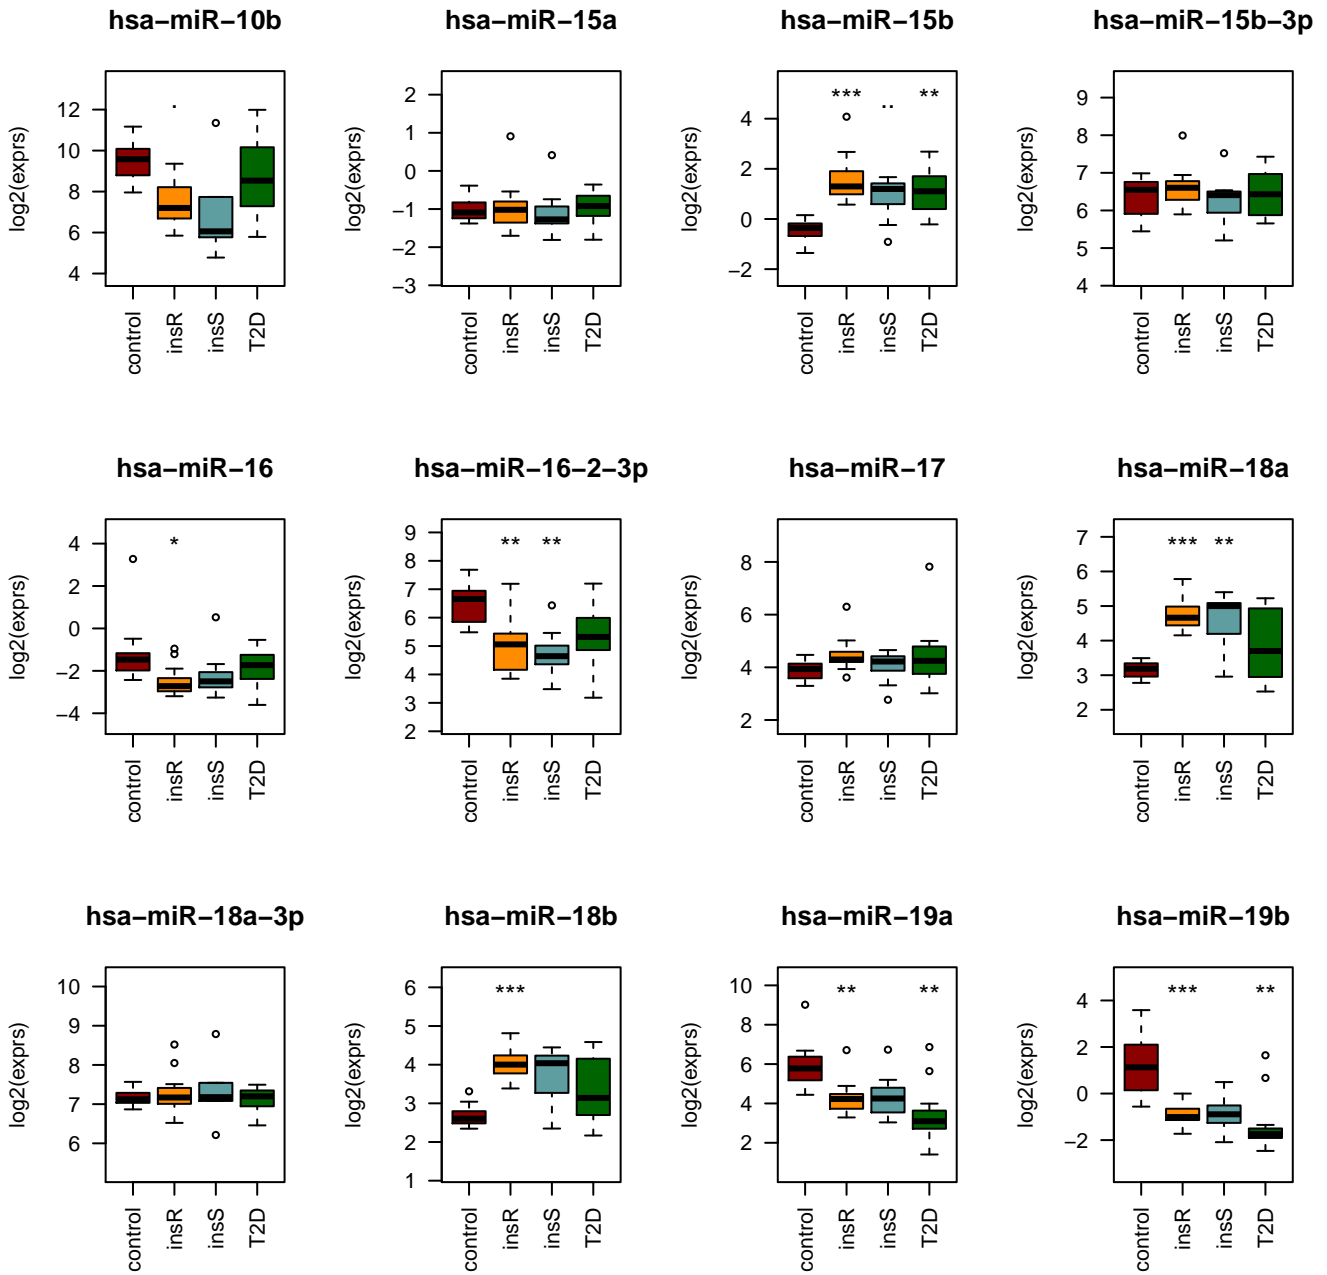 hsa−miR−10b
hsa−miR−15a
hsa−miR−15b
hsa−miR−15b−3p
log2(exprs)
12
10
8
6
4
.
control
insR
insS
T2D
log2(exprs)
2
1
0
−1
−2
−3
control
insR
insS
T2D
log2(exprs)
4
2
0
−2
***
..
**
control
insR
insS
T2D
log2(exprs)
9
8
7
6
5
4
control
insR
insS
T2D
hsa−miR−16
hsa−miR−16−2−3p
hsa−miR−17
hsa−miR−18a
log2(exprs)
4
2
0
−2
−4
*
control
insR
insS
T2D
log2(exprs)
9
8
7
6
5
4
3
2
**
**
control
insR
insS
T2D
log2(exprs)
8
6
4
2
control
insR
insS
T2D
log2(exprs)
7
6
5
4
3
2
***
**
control
insR
insS
T2D
hsa−miR−18a−3p
hsa−miR−18b
hsa−miR−19a
hsa−miR−19b
log2(exprs)
10
9
8
7
6
control
insR
insS
T2D
log2(exprs)
6
5
4
3
2
1
***
control
insR
insS
T2D
log2(exprs)
10
8
6
4
2
**
**
control
insR
insS
T2D
log2(exprs)
4
2
0
−2
***
**
control
insR
insS
T2D